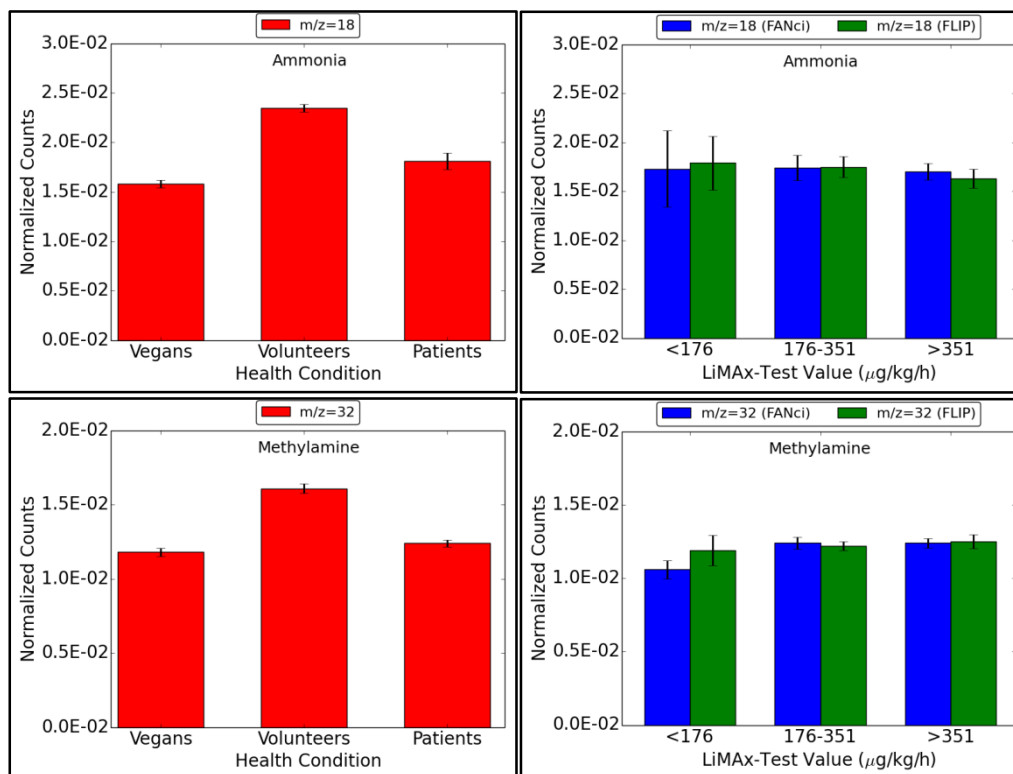 m/z=18
Ammonia
3.0E-02
2.5E-02
2.0E-02
1.5E-02
1.0E-02
0.5E-02
0.0E-02
Normalized Counts
Vegans Volunteers Patients
Health Condition
m/z=18 (FANci) m/z=18 (FLIP)
Ammonia
3.0E-02
2.5E-02
2.0E-02
1.5E-02
1.0E-02
0.5E-02
0.0E-02
Normalized Counts
<176 176-351 >351
LiMAx-Test Value (μg/kg/h)
m/z=32
Methylamine
2.0E-02
1.5E-02
1.0E-02
0.5E-02
0.0E-02
Normalized Counts
Vegans Volunteers Patients
Health Condition
m/z=32 (FANci) m/z=32 (FLIP)
Methylamine
2.0E-02
1.5E-02
1.0E-02
0.5E-02
0.0E-02
Normalized Counts
<176 176-351 >351
LiMAx-Test Value (μg/kg/h)